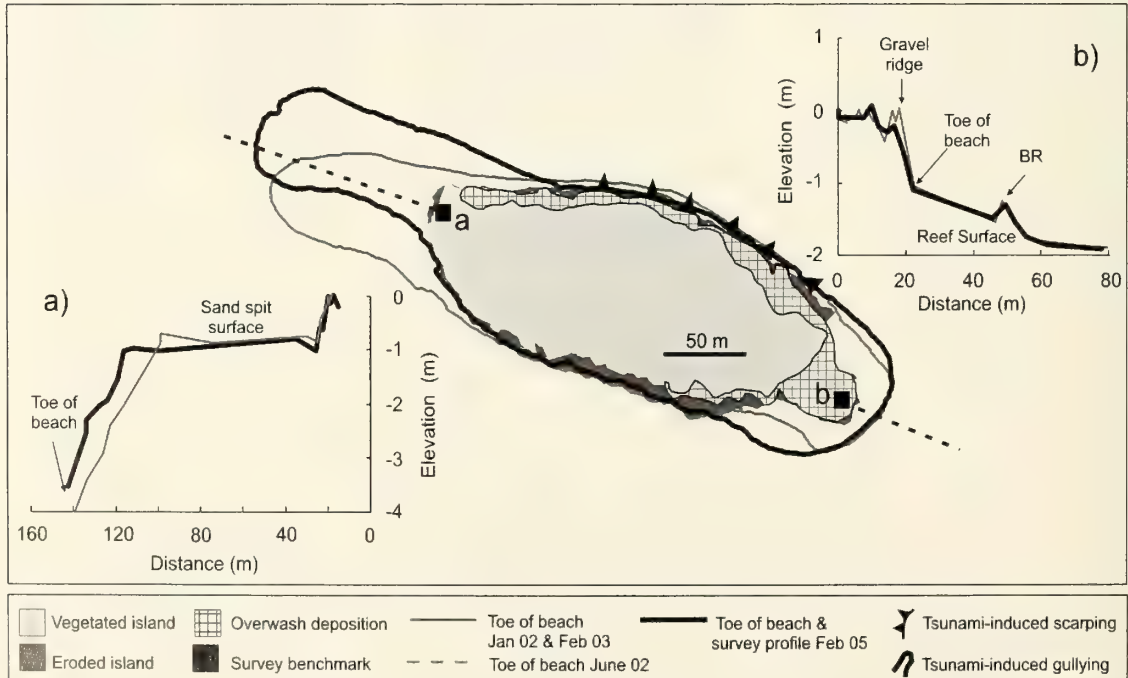 1
b)
Gravel
ridge
0
Toe of
beach
BR
-1
Reef Surface
-2
0 20 40 60 80
Distance (m)
Elevation (m)
a
b
50 m
a)
Sand spit
surface
0
-1
Toe of
beach
-2
-3
-4
160 120 80 40 0
Distance (m)
Elevation (m)
Vegetated island
Overwash deposition
Toe of beach
Jan 02 & Feb 03
Toe of beach &
survey profile Feb 05
Tsunami-induced scarping
Eroded island
Survey benchmark
Toe of beach June 02
Tsunami-induced gullying